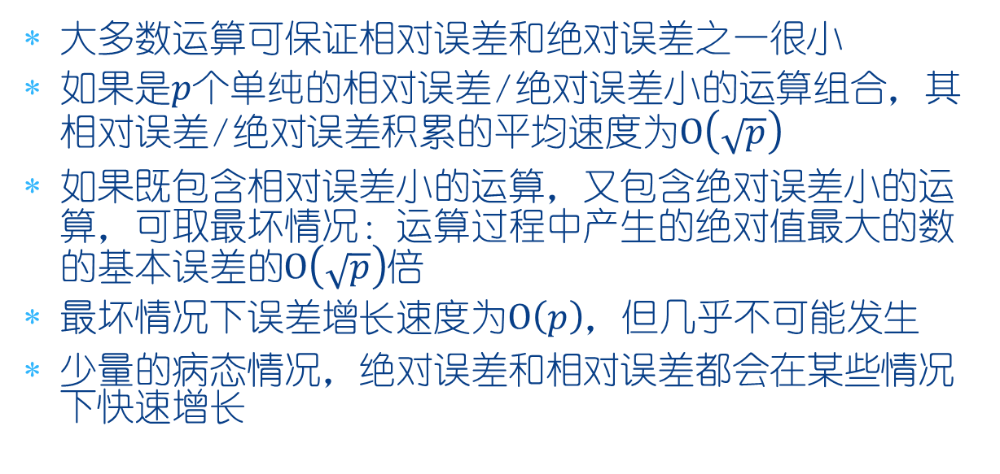 * 大多数运算可保证相对误差和绝对误差之一很小
* 如果是p个单纯的相对误差/绝对误差小的运算组合，其
相对误差/绝对误差积累的平均速度为O(√p)
* 如果既包含相对误差小的运算，又包含绝对误差小的运
算，可取最坏情况：运算过程中产生的绝对值最大的数
的基本误差的O(√p)倍
* 最坏情况下误差增长速度为O(p)，但几乎不可能发生
* 少量的病态情况，绝对误差和相对误差都会在某些情况
下快速增长